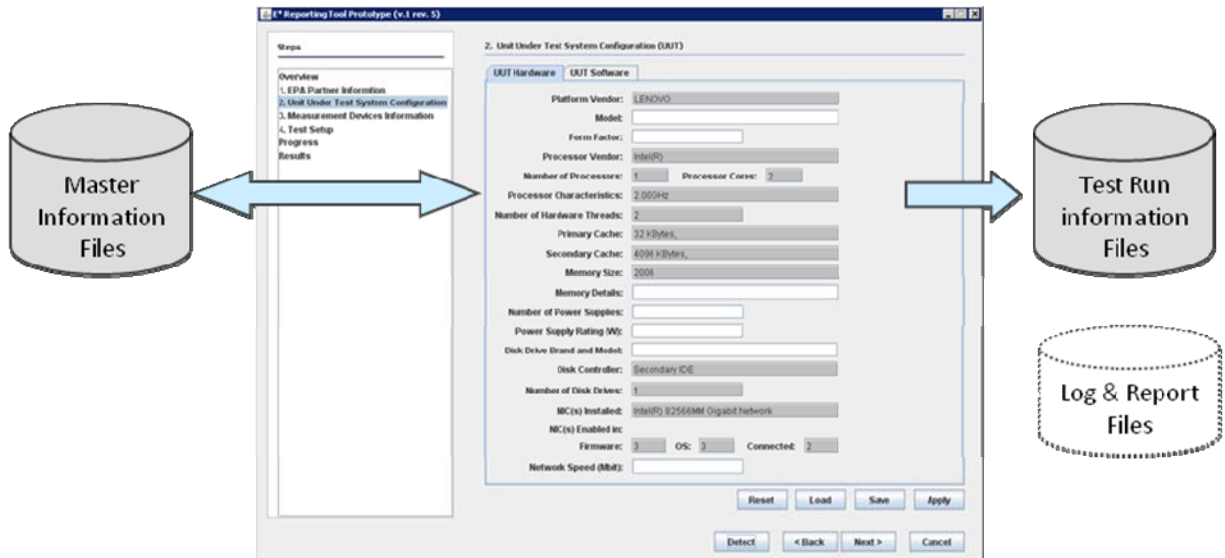 E* Reporting Tool Prototype (v.1 rev. 5)
Steps
Overview
1. EPA Partner Informtion
2. Unit Under Test System Configuration
3. Measurement Devices Information
4. Test Setup
Progress
Results
2. Unit Under Test System Configuration (UUT)
UUT Hardware UUT Software
Platform Vendor: LENOVO
Model:
Form Factor:
Processor Vendor: Intel(R)
Number of Processors: 1 Processor Cores: 2
Processor Characteristics: 2.00GHz
Number of Hardware Threads: 2
Primary Cache: 32 KBytes,
Secondary Cache: 4096 KBytes,
Memory Size: 2006
Memory Details:
Number of Power Supplies:
Power Supply Rating (W):
Disk Drive Brand and Model:
Disk Controller: Secondary IDE
Number of Disk Drives: 1
NIC(s) Installed: Intel(R) 82566MM Gigabit Network
NIC(s) Enabled in:
Firmware: 3 OS: 3 Connected: 2
Network Speed (Mbit):
Reset Load Save Apply
Detect < Back Next > Cancel
Master
Information
Files
Test Run
information
Files
Log & Report
Files